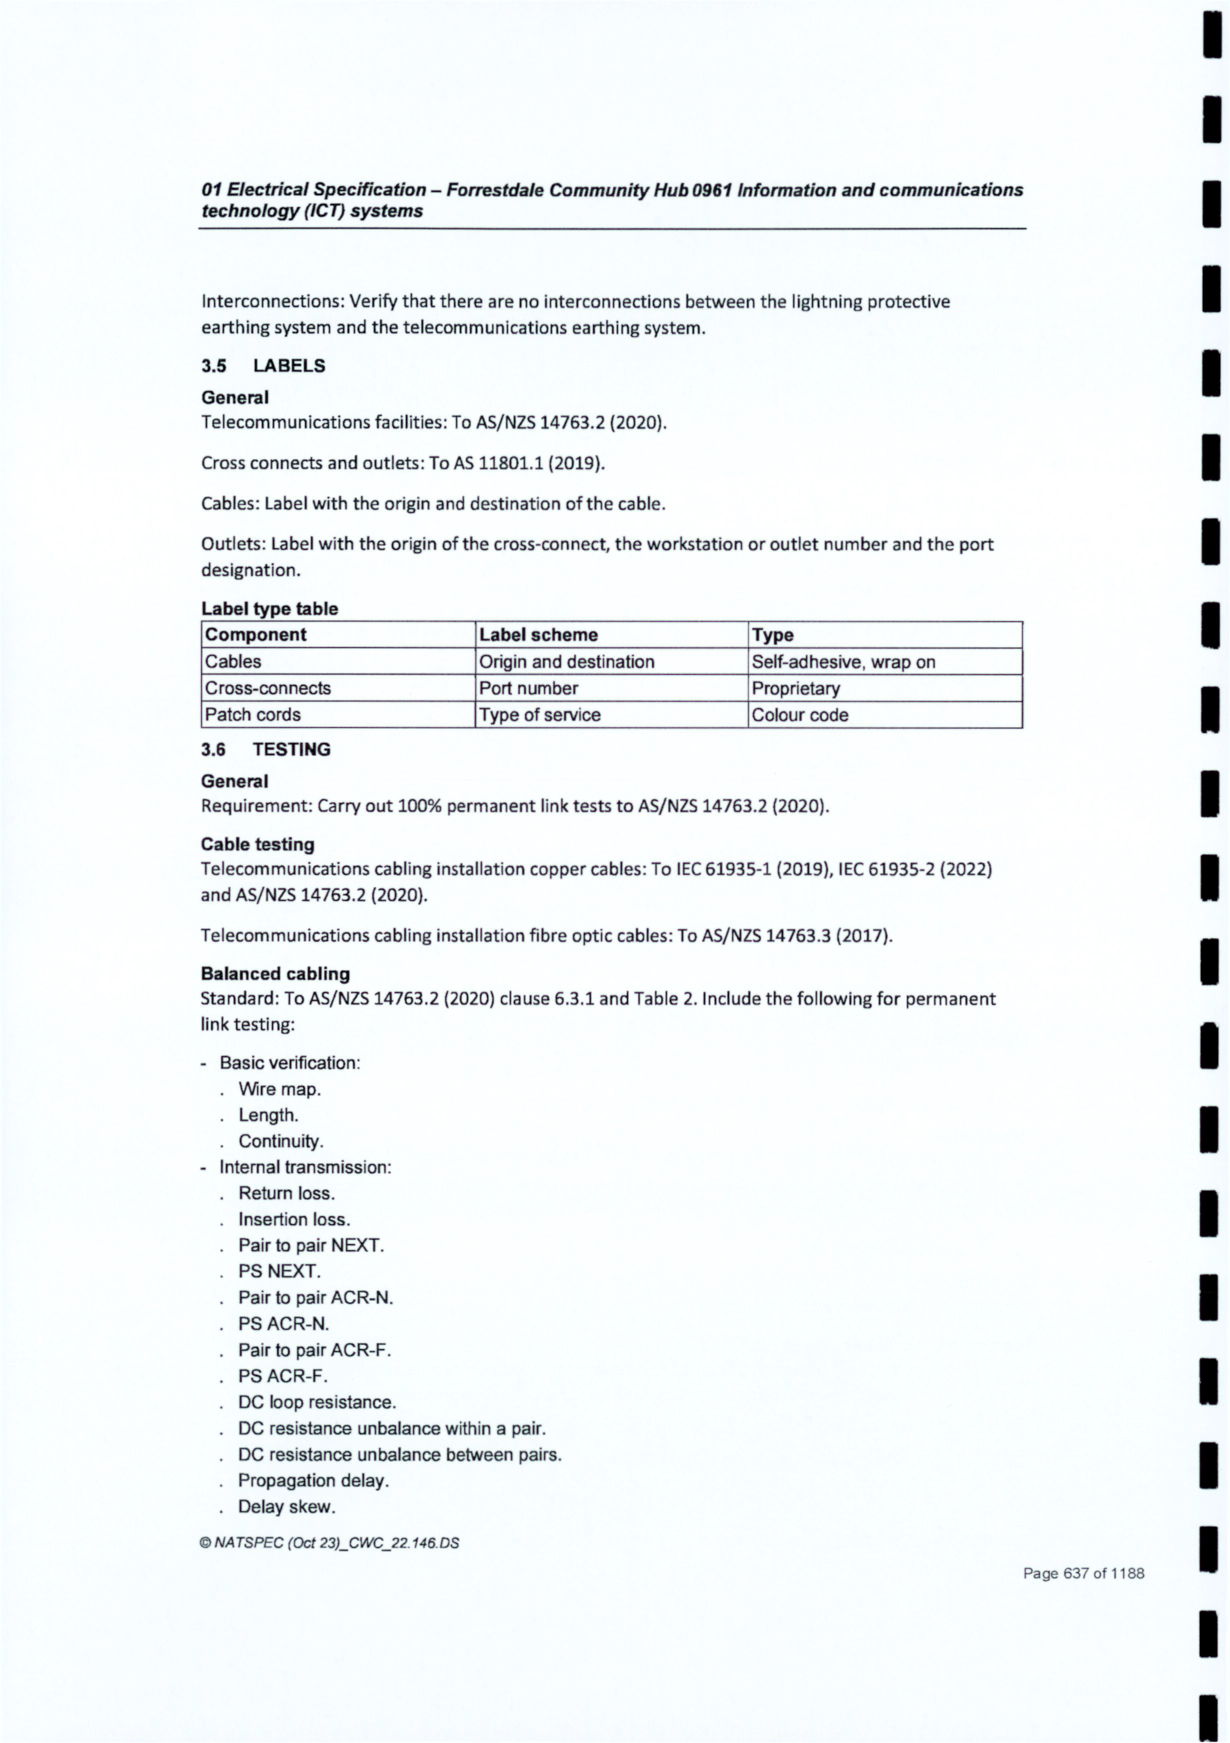 01 Electrical Specification – Forrestdale Community Hub 0961 Information and communications
technology (ICT) systems
Interconnections: Verify that there are no interconnections between the lightning protective
earthing system and the telecommunications earthing system.
3.5 LABELS
General
Telecommunications facilities: To AS/NZS 14763.2 (2020).
Cross connects and outlets: To AS 11801.1 (2019).
Cables: Label with the origin and destination of the cable.
Outlets: Label with the origin of the cross-connect, the workstation or outlet number and the port
designation.
Label type table
Component Label scheme Type
Cables Origin and destination Self-adhesive, wrap on
Cross-connects Port number Proprietary
Patch cords Type of service Colour code
3.6 TESTING
General
Requirement: Carry out 100% permanent link tests to AS/NZS 14763.2 (2020).
Cable testing
Telecommunications cabling installation copper cables: To IEC 61935-1 (2019), IEC 61935-2 (2022)
and AS/NZS 14763.2 (2020).
Telecommunications cabling installation fibre optic cables: To AS/NZS 14763.3 (2017).
Balanced cabling
Standard: To AS/NZS 14763.2 (2020) clause 6.3.1 and Table 2. Include the following for permanent
link testing:
- Basic verification:
. Wire map.
. Length.
. Continuity.
- Internal transmission:
. Return loss.
. Insertion loss.
. Pair to pair NEXT.
. PS NEXT.
. Pair to pair ACR-N.
. PS ACR-N.
. Pair to pair ACR-F.
. PS ACR-F.
. DC loop resistance.
. DC resistance unbalance within a pair.
. DC resistance unbalance between pairs.
. Propagation delay.
. Delay skew.
© NATSPEC (Oct 23)_CWC_22.146.DS
Page 637 of 1188